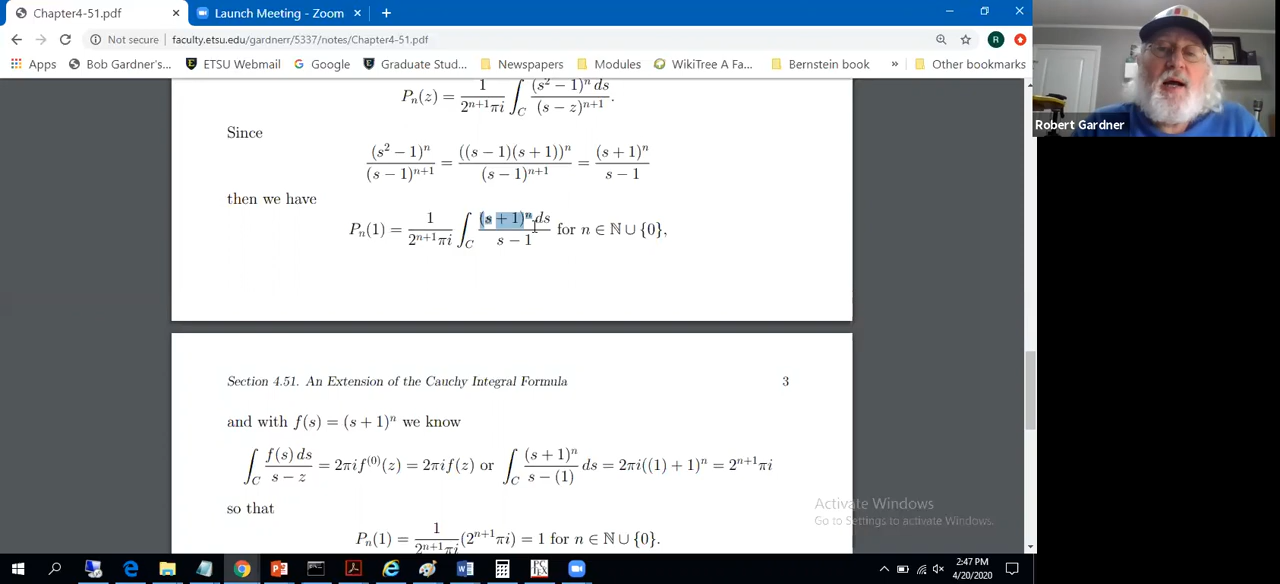 Chapter4-51.pdf
Launch Meeting - Zoom
Not secure | faculty.etsu.edu/gardnerr/5337/notes/Chapter4-51.pdf
R
Apps Bob Gardner's... ETSU Webmail Google Graduate Stud... Newspapers Modules WikiTree A Fa... Bernstein book » Other bookmarks
Robert Gardner
P_n(z) = 1/(2^{n+1}πi) ∫_C (s² − 1)^n ds/(s − z)^{n+1}.
Since
(s² − 1)^n/(s − 1)^{n+1} = ((s − 1)(s + 1))^n/(s − 1)^{n+1} = (s + 1)^n/(s − 1)
then we have
P_n(1) = 1/(2^{n+1}πi) ∫_C (s + 1)^n ds/(s − 1) for n ∈ ℕ ∪ {0},
Section 4.51. An Extension of the Cauchy Integral Formula 3
and with f(s) = (s + 1)^n we know
∫_C f(s) ds/(s − z) = 2πif^{(0)}(z) = 2πif(z) or ∫_C (s + 1)^n/(s − (1)) ds = 2πi((1) + 1)^n = 2^{n+1}πi
so that
P_n(1) = 1/(2^{n+1}πi) (2^{n+1}πi) = 1 for n ∈ ℕ ∪ {0}.
Activate Windows
Go to Settings to activate Windows.
2:47 PM
4/20/2020